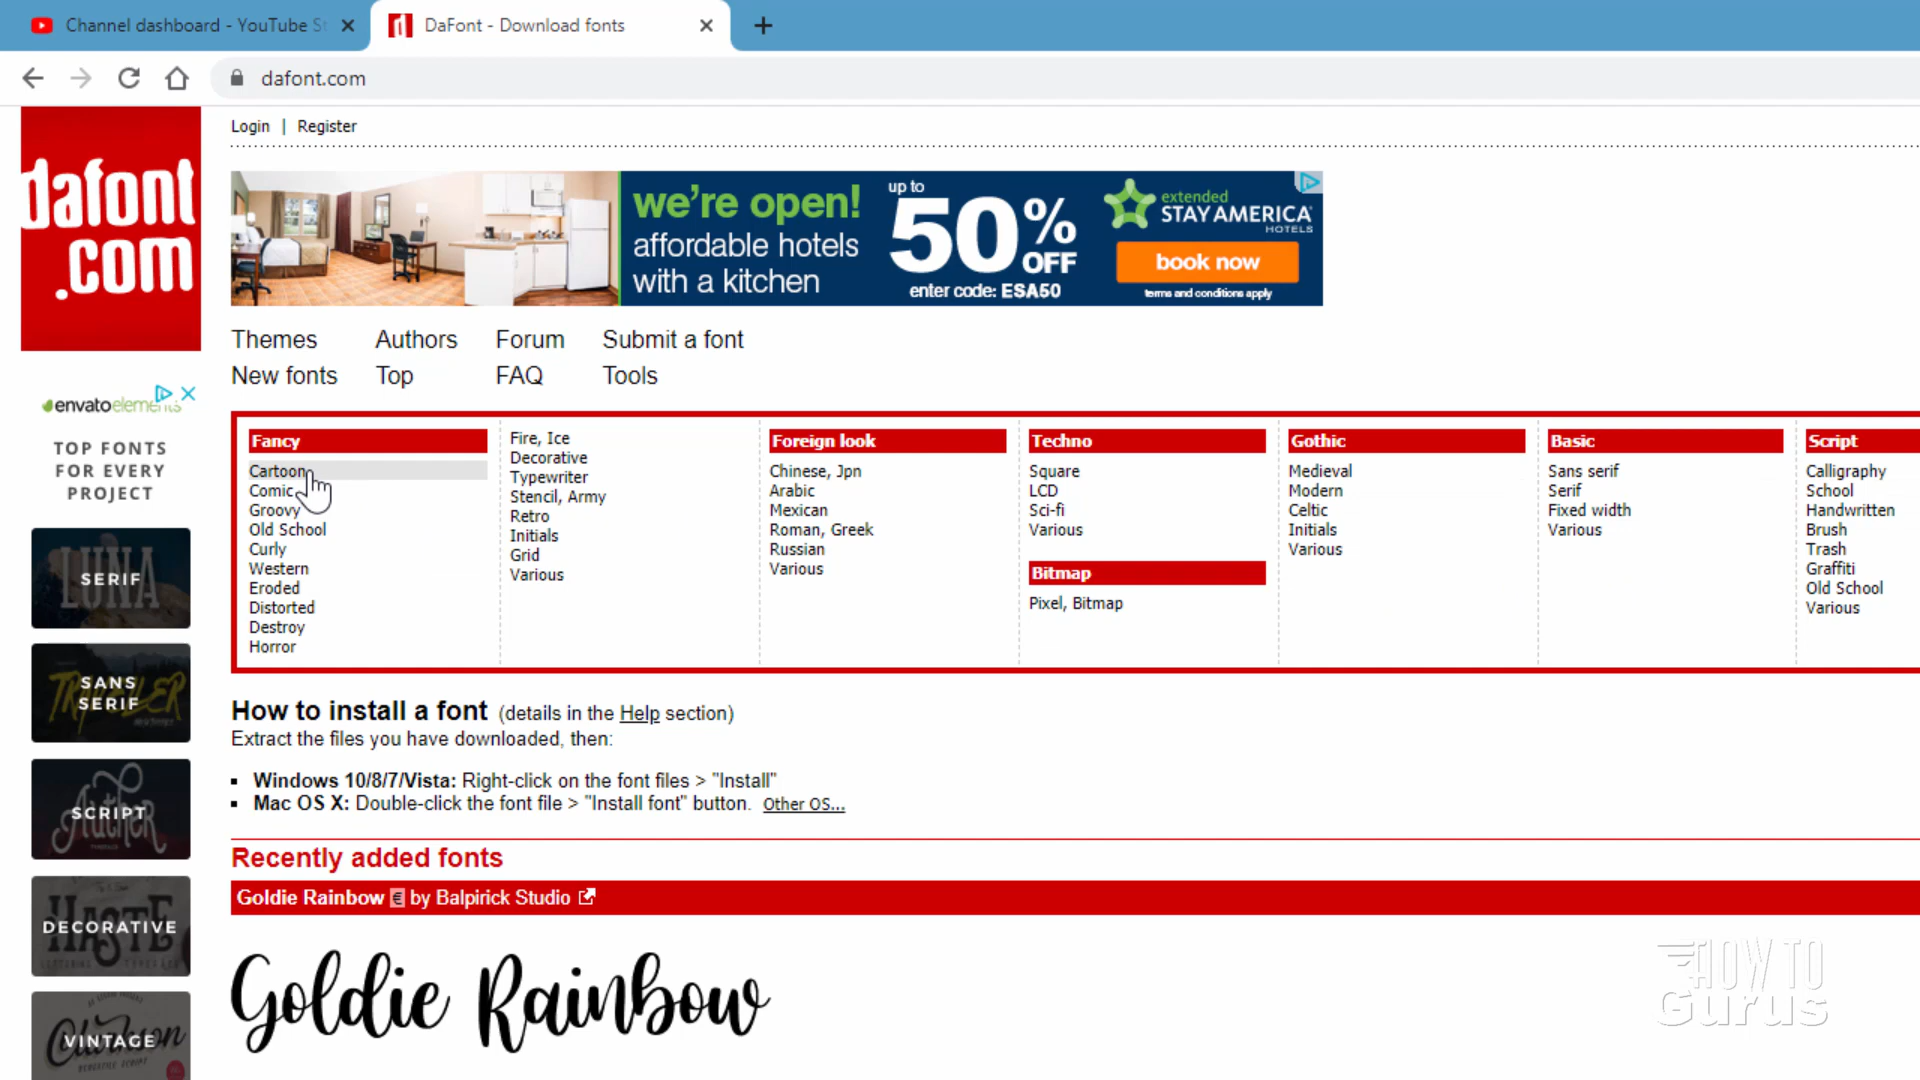 Channel dashboard - YouTube St
DaFont - Download fonts
dafont.com
Login | Register
dafont
.com
we're open!
affordable hotels
with a kitchen
up to
50%
OFF
enter code: ESA50
extended
STAY AMERICA
HOTELS
book now
terms and conditions apply
Themes Authors Forum Submit a font
New fonts Top FAQ Tools
envatoelements
TOP FONTS
FOR EVERY
PROJECT
LUNA
SERIF
SANS
SERIF
SCRIPT
Author
HASTE
DECORATIVE
Clarkson
VINTAGE
Fancy
Cartoon
Comic
Groovy
Old School
Curly
Western
Eroded
Distorted
Destroy
Horror
Fire, Ice
Decorative
Typewriter
Stencil, Army
Retro
Initials
Grid
Various
Foreign look
Chinese, Jpn
Arabic
Mexican
Roman, Greek
Russian
Various
Techno
Square
LCD
Sci-fi
Various
Bitmap
Pixel, Bitmap
Gothic
Medieval
Modern
Celtic
Initials
Various
Basic
Sans serif
Serif
Fixed width
Various
Script
Calligraphy
School
Handwritten
Brush
Trash
Graffiti
Old School
Various
How to install a font (details in the Help section)
Extract the files you have downloaded, then:
Windows 10/8/7/Vista: Right-click on the font files > "Install"
Mac OS X: Double-click the font file > "Install font" button. Other OS...
Recently added fonts
Goldie Rainbow € by Balpirick Studio
Goldie Rainbow
HOW TO
Gurus